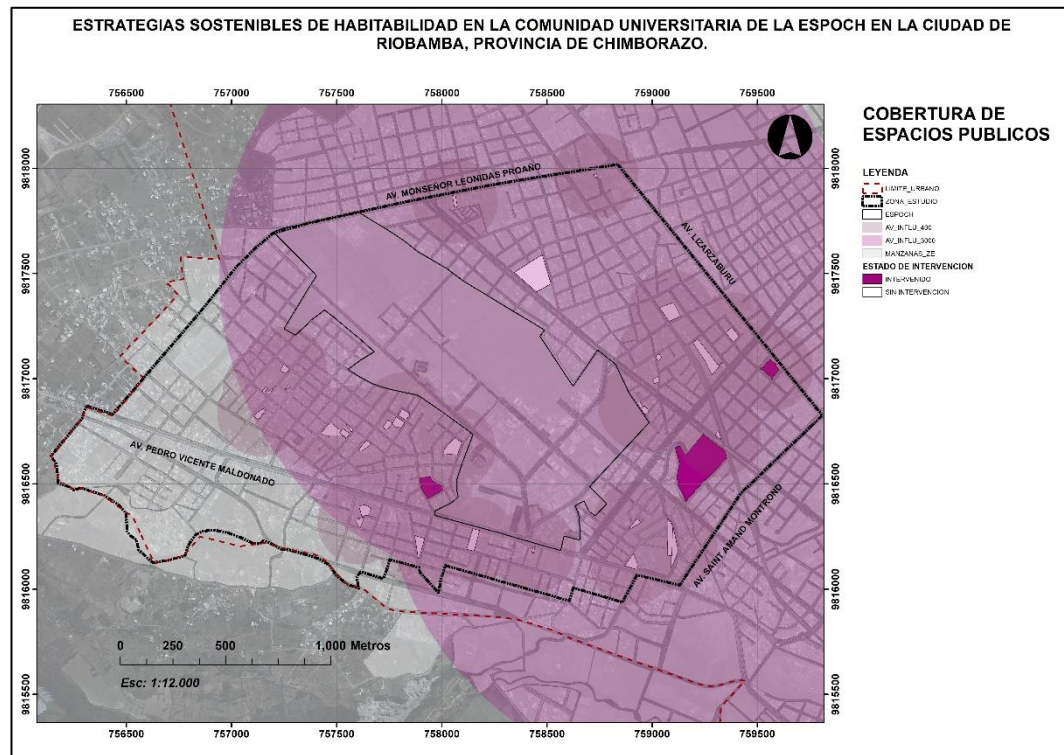 ESTRATEGIAS SOSTENIBLES DE HABITABILIDAD EN LA COMUNIDAD UNIVERSITARIA DE LA ESPOCH EN LA CIUDAD DE
RIOBAMBA, PROVINCIA DE CHIMBORAZO.
756500 757000 757500 758000 758500 759000 759500
COBERTURA DE
ESPACIOS PUBLICOS
LEYENDA
LIMITE_URBANO
ZONA_ESTUDIO
ESPOCH
AV_INFLU_400
AV_INFLU_3000
MANZANAS_ZE
ESTADO DE INTERVENCION
INTERVENIDO
SIN INTERVENCION
9818000 9818000
9817500 9817500
9817000 9817000
9816500 9816500
9816000 9816000
9815500 9815500
AV. MONSEÑOR LEONIDAS PROAÑO
AV. LIZARZABURU
AV. PEDRO VICENTE MALDONADO
AV. SAINT AMAND MONTROND
0 250 500 1,000 Metros
Esc: 1:12.000
756500 757000 757500 758000 758500 759000 759500